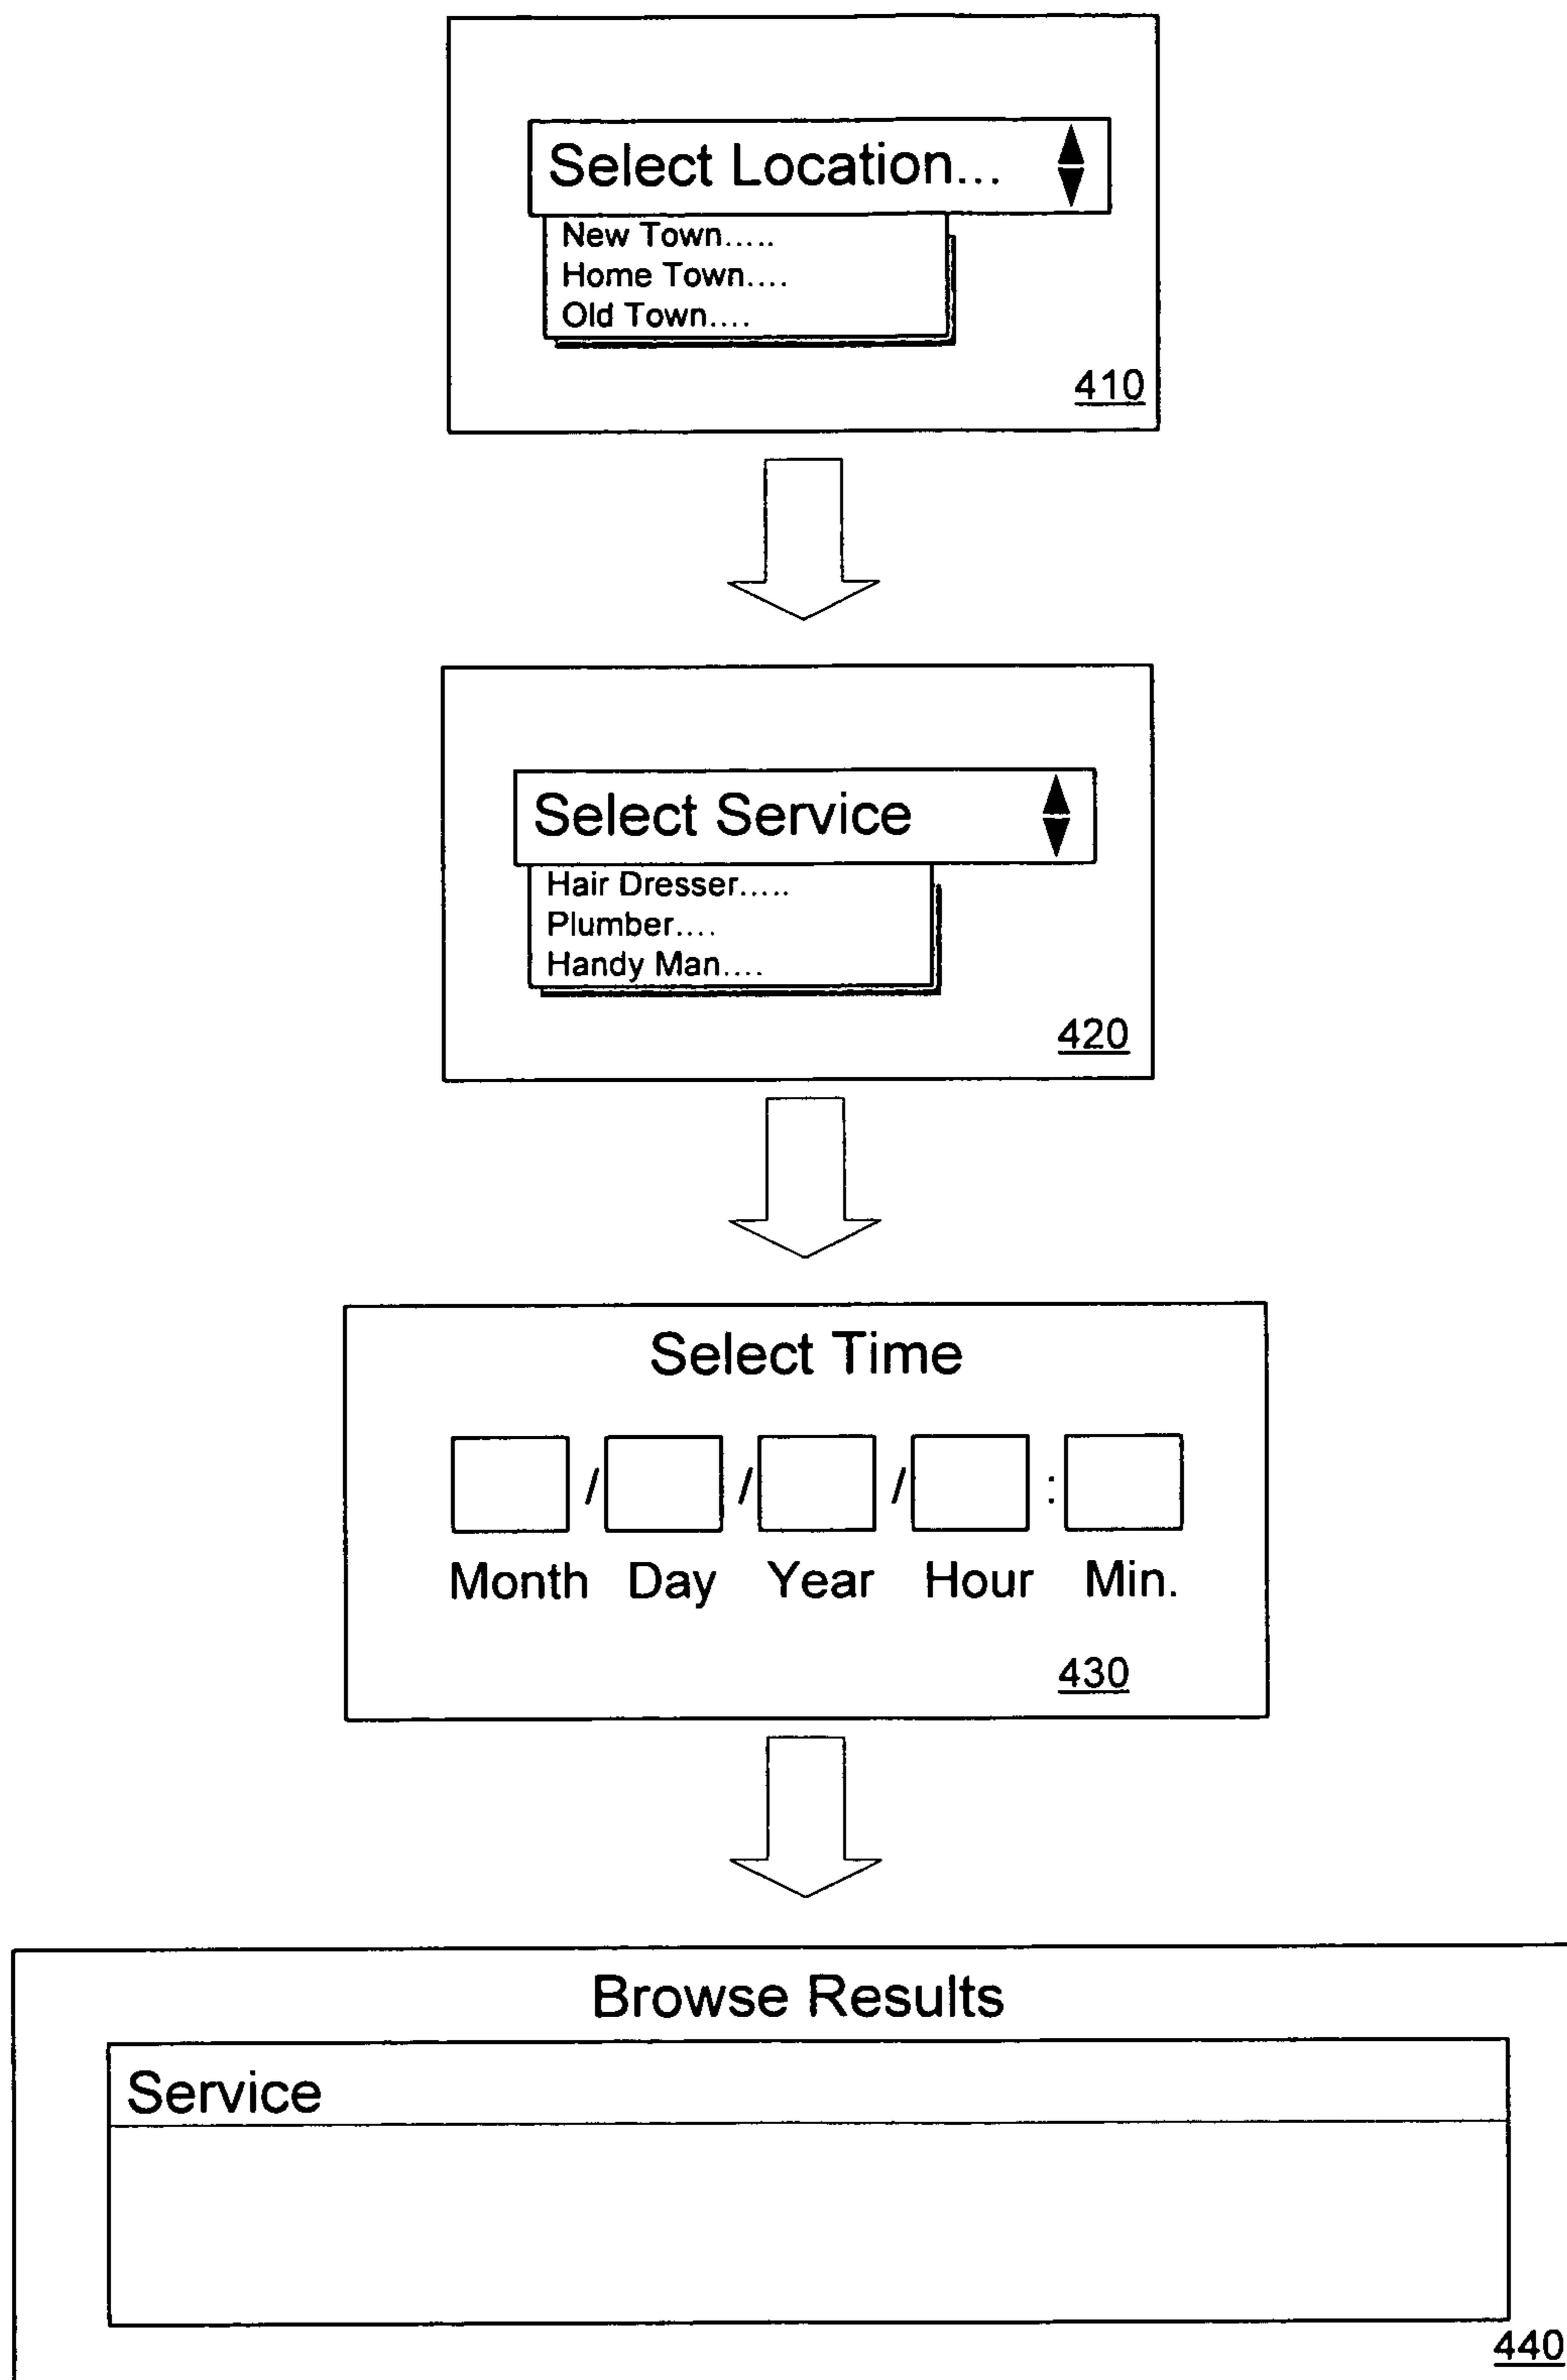 Select Location...
New Town.....
Home Town....
Old Town....
410
Select Service
Hair Dresser.....
Plumber....
Handy Man....
420
Select Time
/ / / :
Month Day Year Hour Min.
430
Browse Results
Service
440